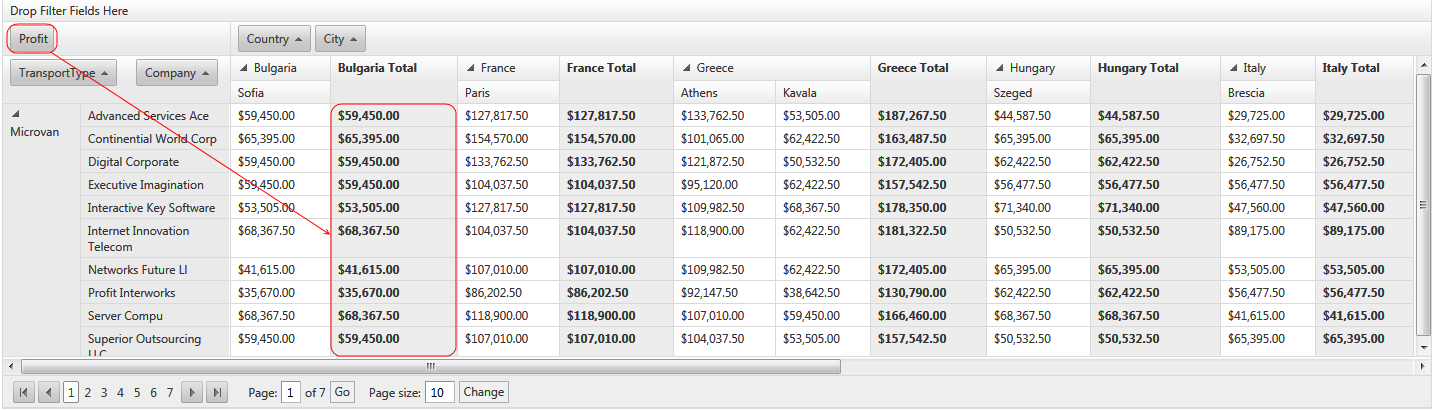 Drop Filter Fields Here
Profit Country City
TransportType Company Bulgaria Bulgaria Total France France Total Greece Greece Total Hungary Hungary Total Italy Italy Total
Sofia Paris Athens Kavala Szeged Brescia
Microvan
Advanced Services Ace $59,450.00 $59,450.00 $127,817.50 $127,817.50 $133,762.50 $53,505.00 $187,267.50 $44,587.50 $44,587.50 $29,725.00 $29,725.00
Continental World Corp $65,395.00 $65,395.00 $154,570.00 $154,570.00 $101,065.00 $62,422.50 $163,487.50 $65,395.00 $65,395.00 $32,697.50 $32,697.50
Digital Corporate $59,450.00 $59,450.00 $133,762.50 $133,762.50 $121,872.50 $50,532.50 $172,405.00 $62,422.50 $62,422.50 $26,752.50 $26,752.50
Executive Imagination $59,450.00 $59,450.00 $104,037.50 $104,037.50 $95,120.00 $62,422.50 $157,542.50 $56,477.50 $56,477.50 $56,477.50 $56,477.50
Interactive Key Software $53,505.00 $53,505.00 $127,817.50 $127,817.50 $109,982.50 $68,367.50 $178,350.00 $71,340.00 $71,340.00 $47,560.00 $47,560.00
Internet Innovation $68,367.50 $68,367.50 $104,037.50 $104,037.50 $118,900.00 $62,422.50 $181,322.50 $50,532.50 $50,532.50 $89,175.00 $89,175.00
Telecom
Networks Future LI $41,615.00 $41,615.00 $107,010.00 $107,010.00 $109,982.50 $62,422.50 $172,405.00 $65,395.00 $65,395.00 $53,505.00 $53,505.00
Profit Interworks $35,670.00 $35,670.00 $86,202.50 $86,202.50 $92,147.50 $38,642.50 $130,790.00 $62,422.50 $62,422.50 $56,477.50 $56,477.50
Server Compu $68,367.50 $68,367.50 $118,900.00 $118,900.00 $107,010.00 $59,450.00 $166,460.00 $68,367.50 $68,367.50 $41,615.00 $41,615.00
Superior Outsourcing $59,450.00 $59,450.00 $107,010.00 $107,010.00 $104,037.50 $53,505.00 $157,542.50 $50,532.50 $50,532.50 $65,395.00 $65,395.00
LLC
1 2 3 4 5 6 7 Page: 1 of 7 Go Page size: 10 Change